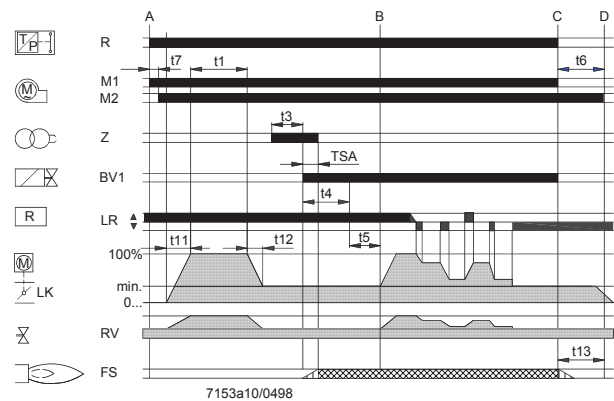 A B C D
T P R
t7 t1 t6
M M1
M2
t3
Z
TSA
BV1
t4
R LR
t11 t12 t5
100%
M
LK min.
0...
RV
t13
FS
7153a10/0498